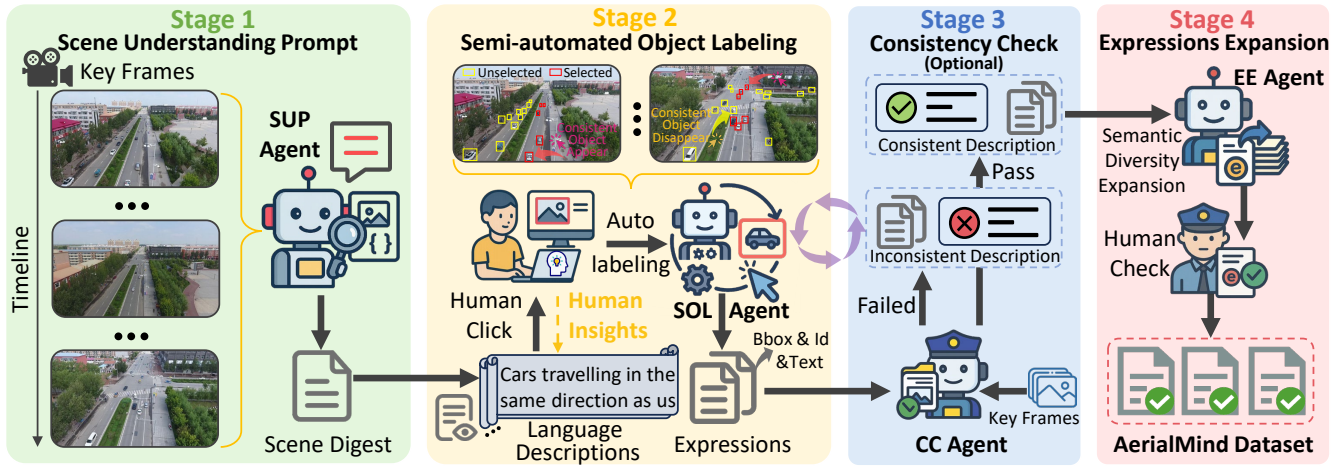 Stage 1
Scene Understanding Prompt
Key Frames
Timeline
SUP
Agent
{ }
Scene Digest
Stage 2
Semi-automated Object Labeling
Unselected
Selected
Consistent
Object
Appear
Consistent
Object
Disappear
Auto
labeling
Human
Click
Human
Insights
SOL Agent
Bbox & Id
&Text
Cars travelling in the
same direction as us
Language
Descriptions
Expressions
Stage 3
Consistency Check
(Optional)
Consistent Description
Pass
Inconsistent Description
Failed
Key Frames
CC Agent
Stage 4
Expressions Expansion
EE Agent
Semantic
Diversity
Expansion
e
Human
Check
e
AerialMind Dataset